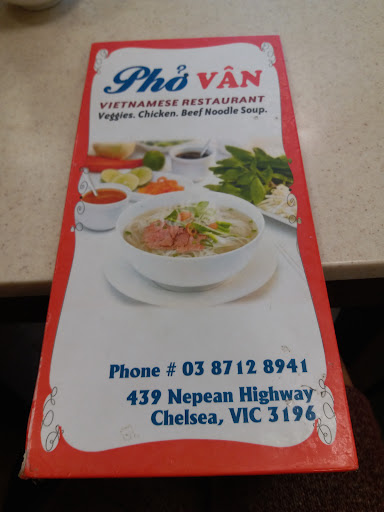 Phở VÂN
VIETNAMESE RESTAURANT
Veggies. Chicken. Beef Noodle Soup.
Phone # 03 8712 8941
439 Nepean Highway
Chelsea, VIC 3196